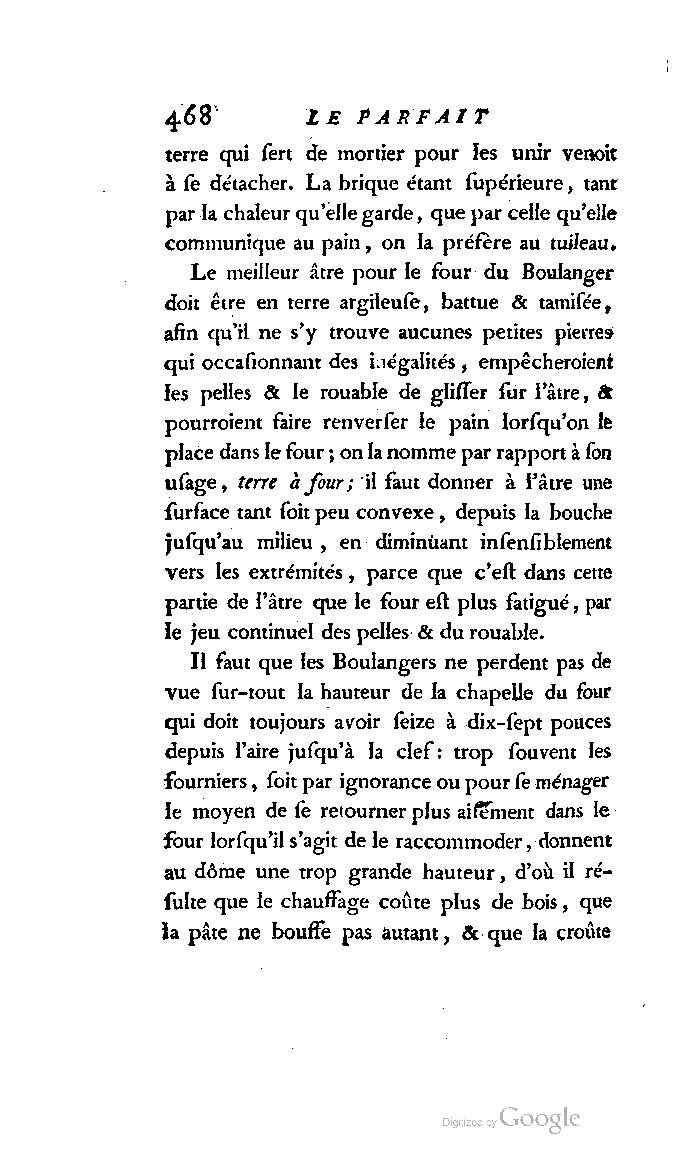 468 LE PARFAIT
terre qui ſert de mortier pour les unir venoit
à ſe détacher. La brique étant ſupérieure, tant
par la chaleur qu'elle garde, que par celle qu'elle
communique au pain, on la préfère au tuileau.
Le meilleur âtre pour le four du Boulanger
doit être en terre argileuſe, battue & tamiſée,
afin qu'il ne s'y trouve aucunes petites pierres
qui occaſionnant des inégalités, empêcheroient
les pelles & le rouable de gliſſer ſur l'âtre, &
pourroient faire renverſer le pain lorſqu'on le
place dans le four; on la nomme par rapport à ſon
uſage, terre à four; il faut donner à l'âtre une
ſurface tant ſoit peu convexe, depuis la bouche
juſqu'au milieu, en diminuant inſenſiblement
vers les extrémités, parce que c'eſt dans cette
partie de l'âtre que le four eſt plus fatigué, par
le jeu continuel des pelles & du rouable.
Il faut que les Boulangers ne perdent pas de
vue ſur-tout la hauteur de la chapelle du four
qui doit toujours avoir ſeize à dix-ſept pouces
depuis l'aire juſqu'à la clef: trop ſouvent les
fourniers, ſoit par ignorance ou pour ſe ménager
le moyen de ſe retourner plus aiſément dans le
four lorſqu'il s'agit de le raccommoder, donnent
au dôme une trop grande hauteur, d'où il ré-
ſulte que le chauffage coûte plus de bois, que
la pâte ne bouffe pas autant, & que la croûte
Digitized by Google